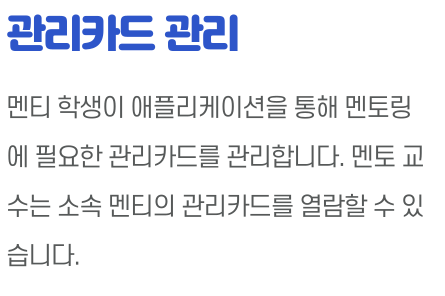 관리카드 관리
멘티 학생이 애플리케이션을 통해 멘토링
에 필요한 관리카드를 관리합니다. 멘토 교
수는 소속 멘티의 관리카드를 열람할 수 있
습니다.